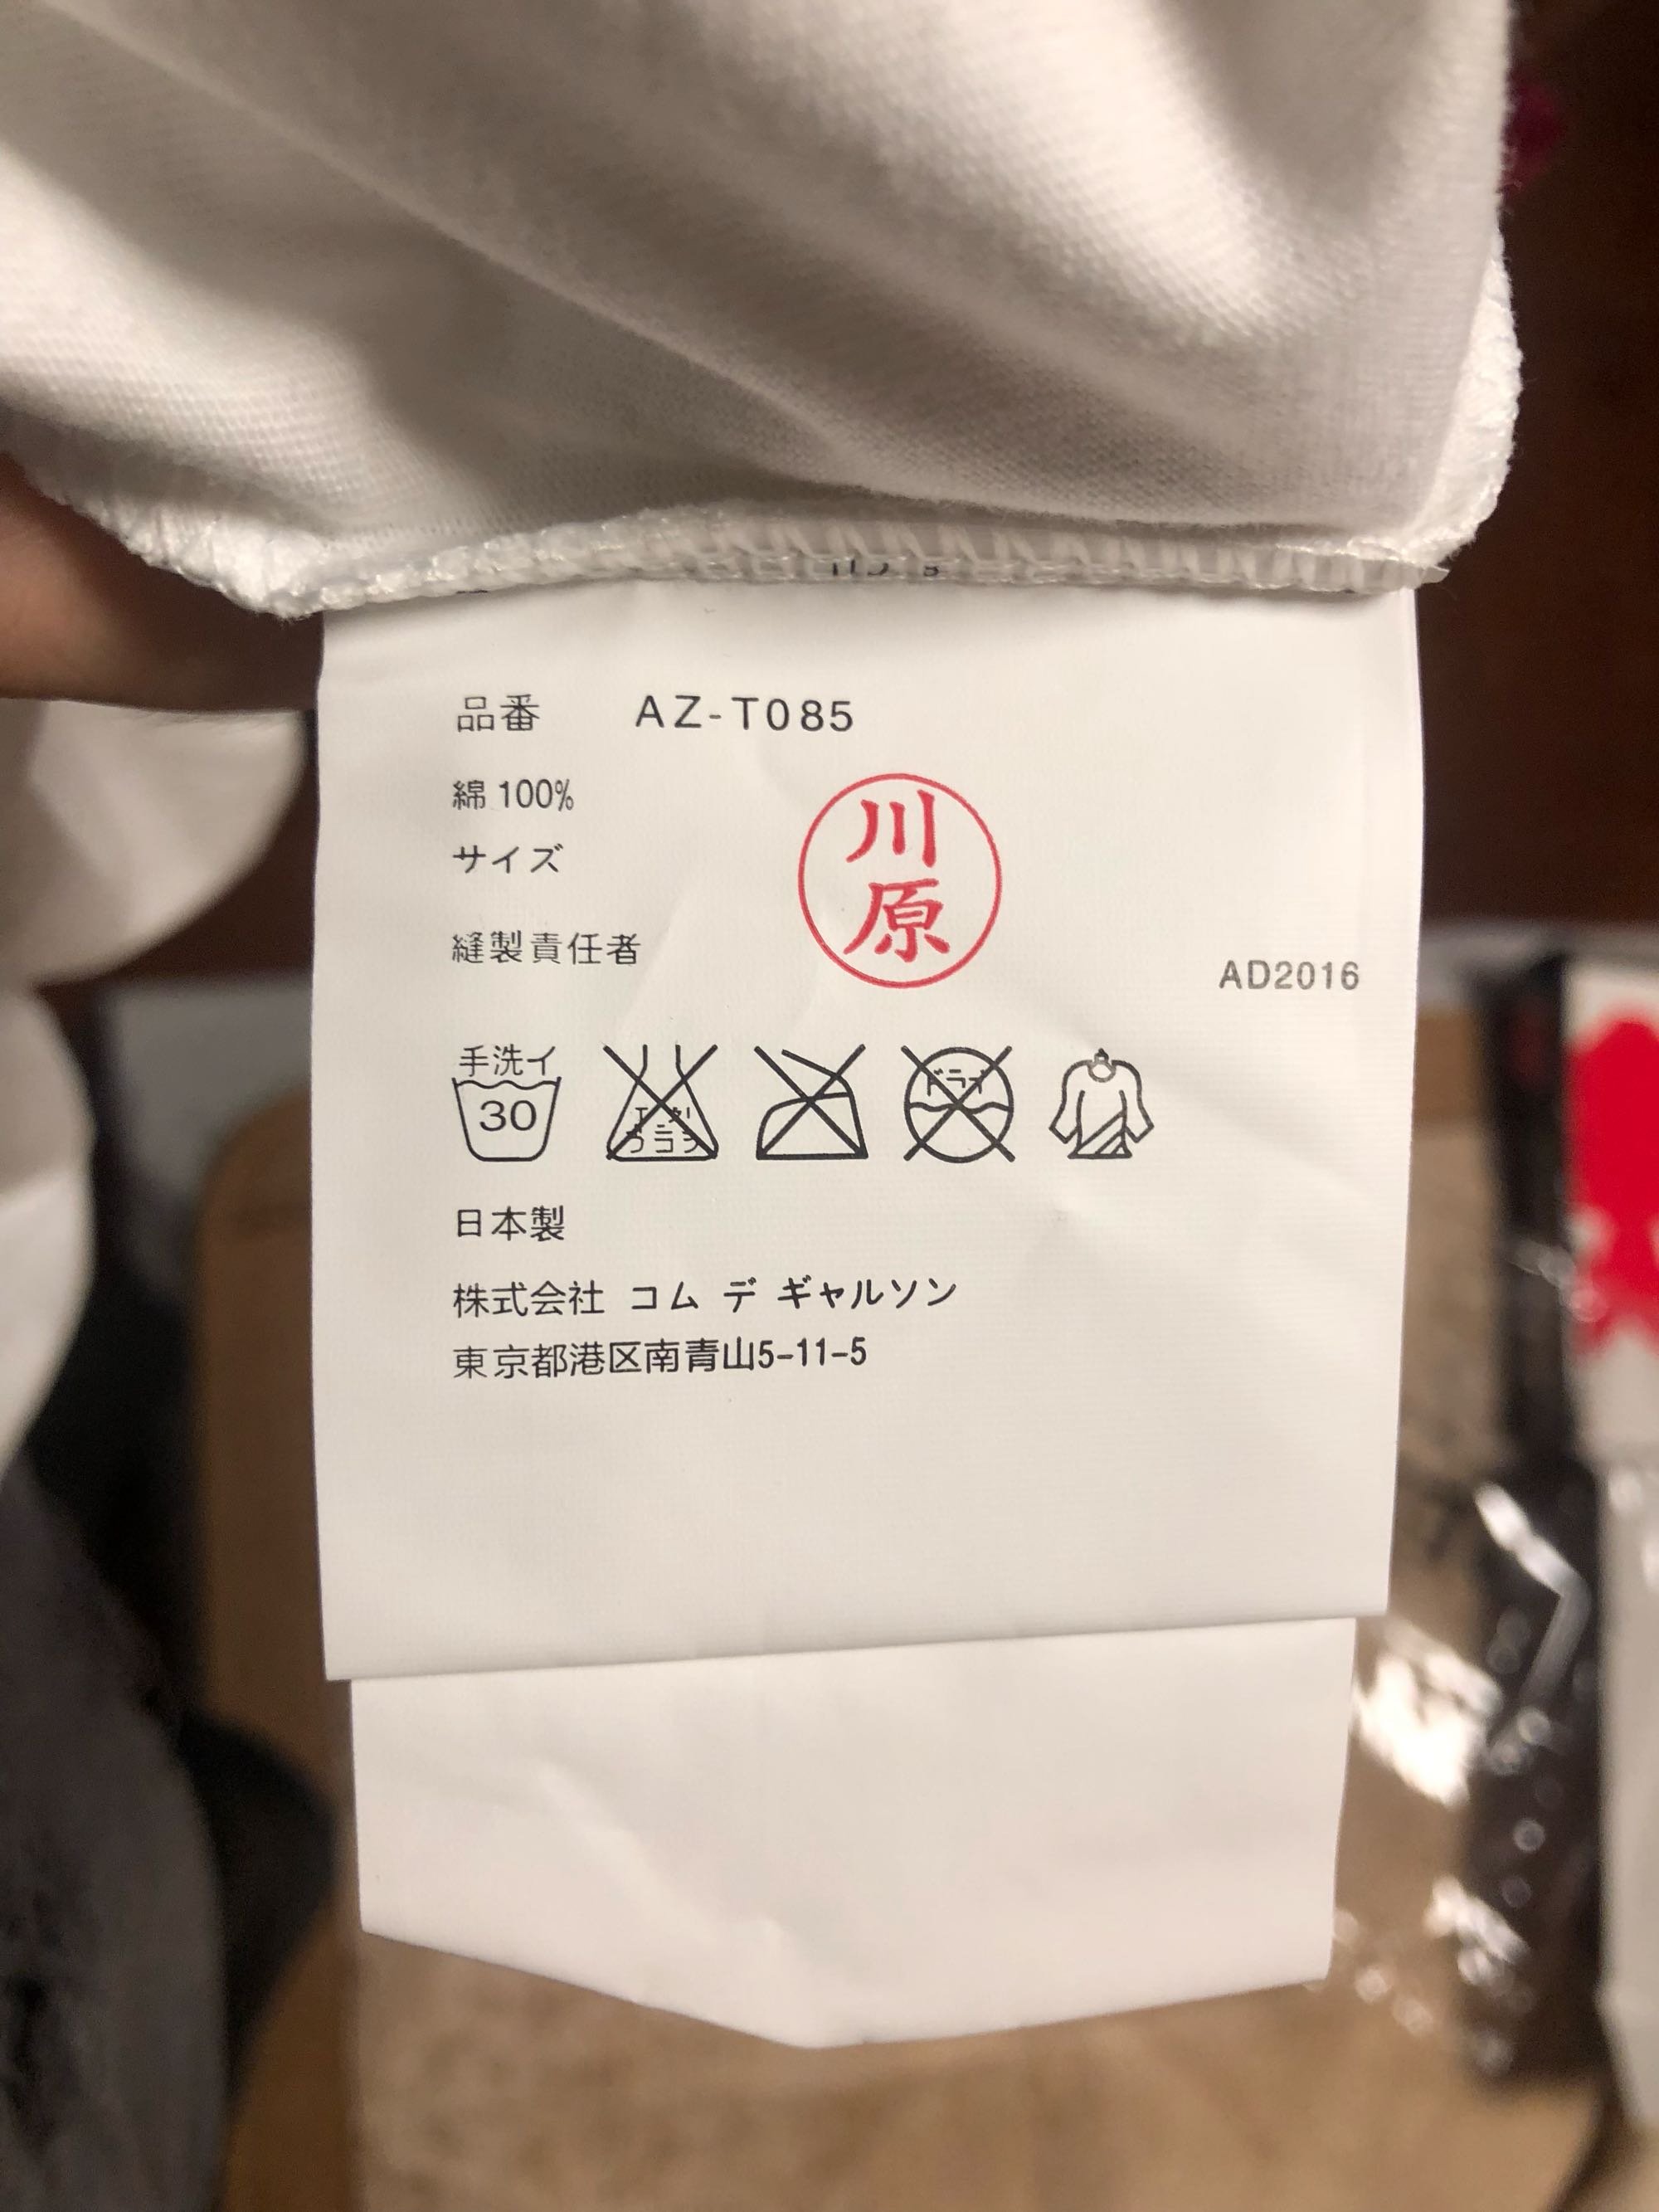 品番 AZ-T085
綿 100%
サイズ
川原
縫製責任者
AD2016
手洗イ
30
日本製
株式会社 コム デ ギャルソン
東京都港区南青山5-11-5